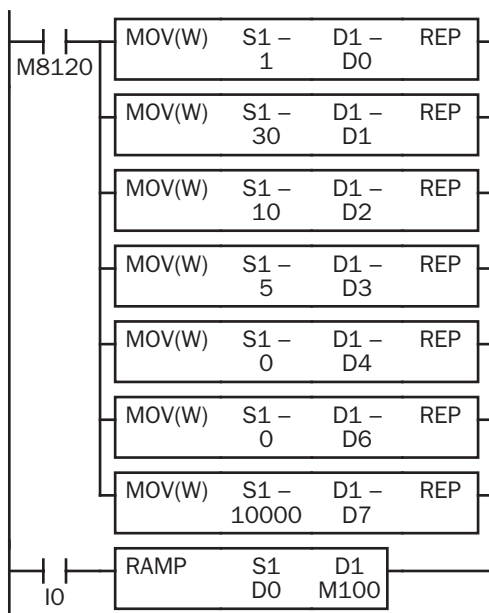 MOV(W) S1 – D1 – REP
1 D0
M8120
MOV(W) S1 – D1 – REP
30 D1
MOV(W) S1 – D1 – REP
10 D2
MOV(W) S1 – D1 – REP
5 D3
MOV(W) S1 – D1 – REP
0 D4
MOV(W) S1 – D1 – REP
0 D6
MOV(W) S1 – D1 – REP
10000 D7
RAMP S1 D1
D0 M100
I0